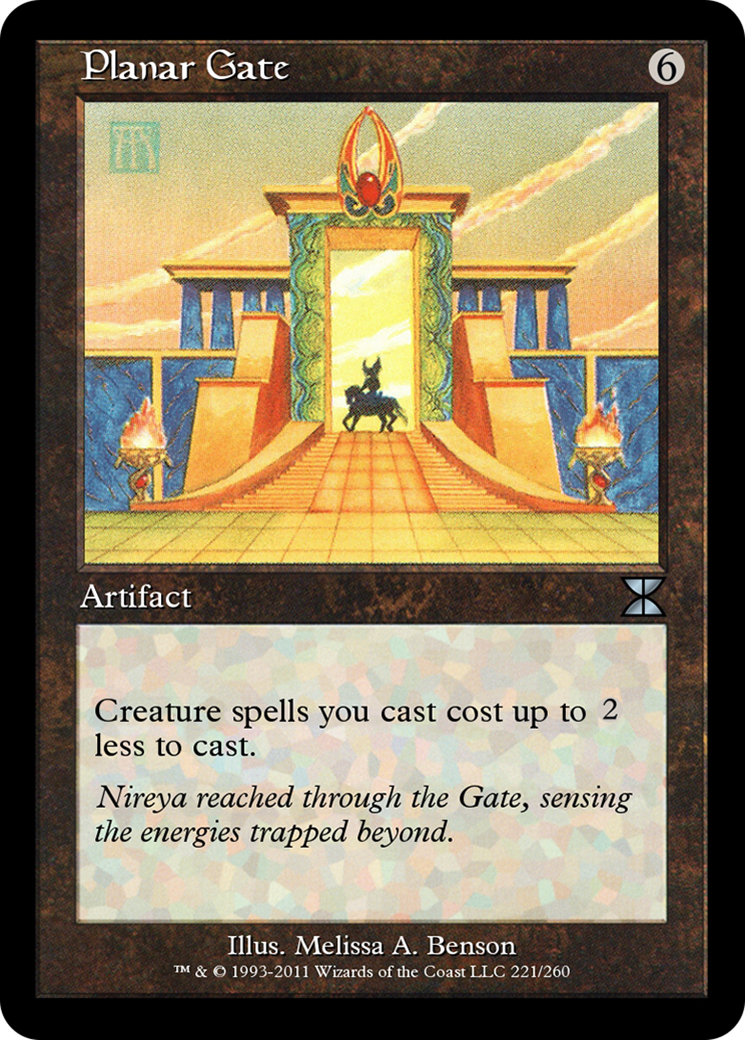 Planar Gate
6
Artifact
Creature spells you cast cost up to 2
less to cast.
Nireya reached through the Gate, sensing
the energies trapped beyond.
Illus. Melissa A. Benson
™ & © 1993-2011 Wizards of the Coast LLC 221/260